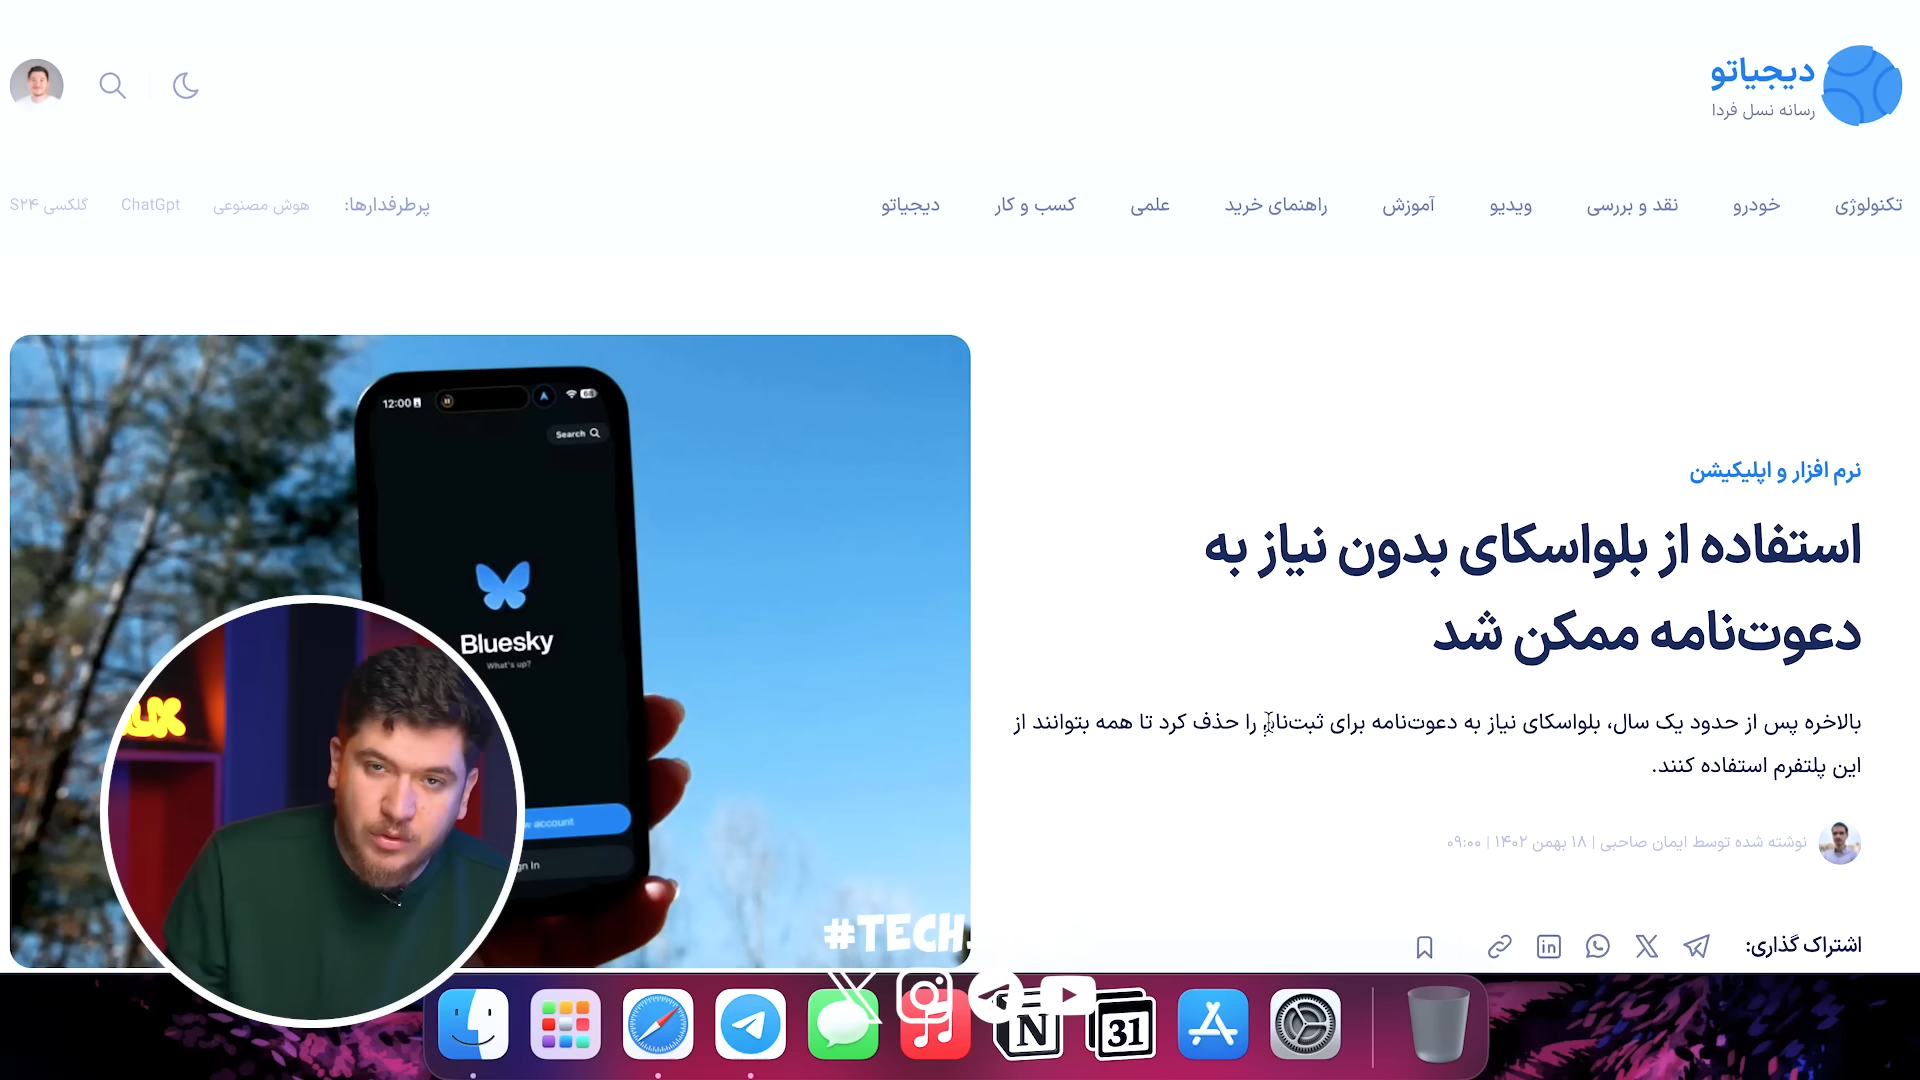 دیجیاتو
رسانه نسل فردا
تکنولوژی
خودرو
نقد و بررسی
ویدیو
آموزش
راهنمای خرید
علمی
کسب و کار
دیجیاتو
پرطرفدارها:
هوش مصنوعی
ChatGpt
گلکسی S۲۴
نرم افزار و اپلیکیشن
استفاده از بلواسکای بدون نیاز به
دعوت‌نامه ممکن شد
بالاخره پس از حدود یک سال، بلواسکای نیاز به دعوت‌نامه برای ثبت‌نام را حذف کرد تا همه بتوانند از
این پلتفرم استفاده کنند.
نوشته شده توسط ایمان صاحبی | ۱۸ بهمن ۱۴۰۲ | ۰۹:۰۰
اشتراک گذاری:
12:00
68
Search
Bluesky
What's up?
account
In
#TECH
N
31